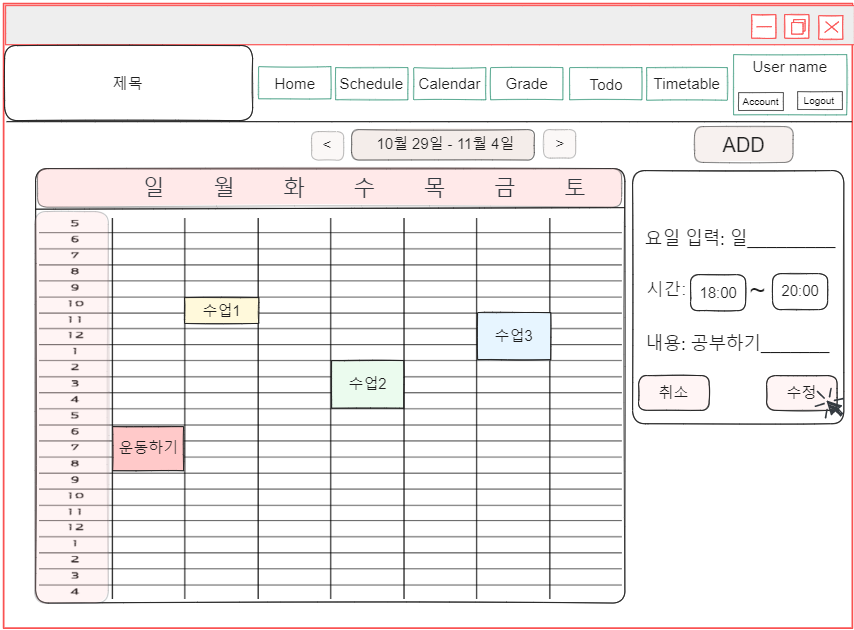 제목
Home
Schedule
Calendar
Grade
Todo
Timetable
User name
Account
Logout
<
10월 29일 - 11월 4일
>
ADD
일 월 화 수 목 금 토
5
6
7
8
9
10
11
12
1
2
3
4
5
6
7
8
9
10
11
12
1
2
3
4
수업1
수업3
수업2
운동하기
요일 입력: 일_________
시간: 18:00 ~ 20:00
내용: 공부하기_______
취소
수정